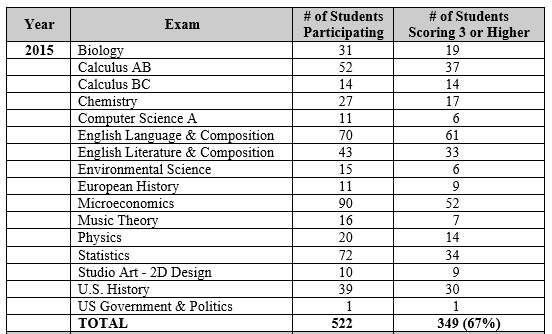 Year Exam # of Students Participating # of Students Scoring 3 or Higher
2015 Biology 31 19
Calculus AB 52 37
Calculus BC 14 14
Chemistry 27 17
Computer Science A 11 6
English Language & Composition 70 61
English Literature & Composition 43 33
Environmental Science 15 6
European History 11 9
Microeconomics 90 52
Music Theory 16 7
Physics 20 14
Statistics 72 34
Studio Art - 2D Design 10 9
U.S. History 39 30
US Government & Politics 1 1
TOTAL 522 349 (67%)